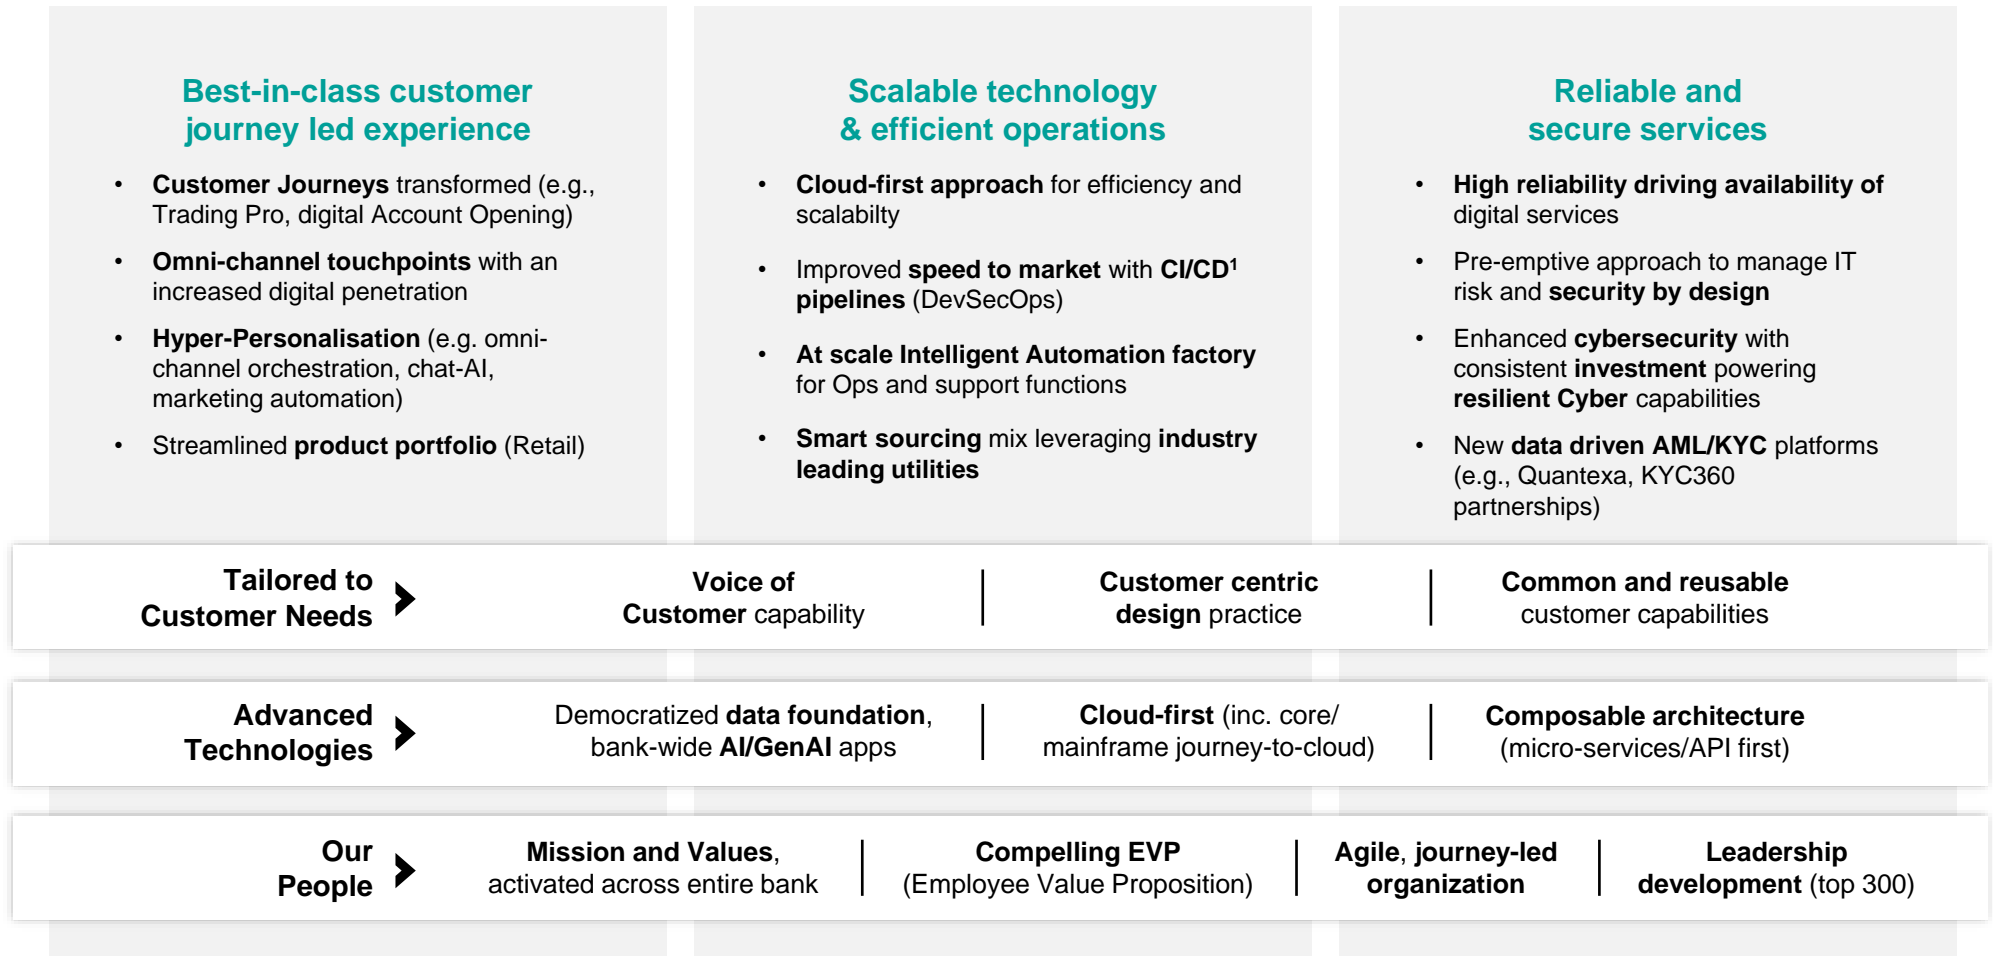 Best-in-class customer
journey led experience
• Customer Journeys transformed (e.g.,
Trading Pro, digital Account Opening)
• Omni-channel touchpoints with an
increased digital penetration
• Hyper-Personalisation (e.g. omni-
channel orchestration, chat-AI,
marketing automation)
• Streamlined product portfolio (Retail)
Scalable technology
& efficient operations
• Cloud-first approach for efficiency and
scalabilty
• Improved speed to market with CI/CD¹
pipelines (DevSecOps)
• At scale Intelligent Automation factory
for Ops and support functions
• Smart sourcing mix leveraging industry
leading utilities
Reliable and
secure services
• High reliability driving availability of
digital services
• Pre-emptive approach to manage IT
risk and security by design
• Enhanced cybersecurity with
consistent investment powering
resilient Cyber capabilities
• New data driven AML/KYC platforms
(e.g., Quantexa, KYC360
partnerships)
Tailored to
Customer Needs
Voice of
Customer capability
Customer centric
design practice
Common and reusable
customer capabilities
Advanced
Technologies
Democratized data foundation,
bank-wide AI/GenAI apps
Cloud-first (inc. core/
mainframe journey-to-cloud)
Composable architecture
(micro-services/API first)
Our
People
Mission and Values,
activated across entire bank
Compelling EVP
(Employee Value Proposition)
Agile, journey-led
organization
Leadership
development (top 300)